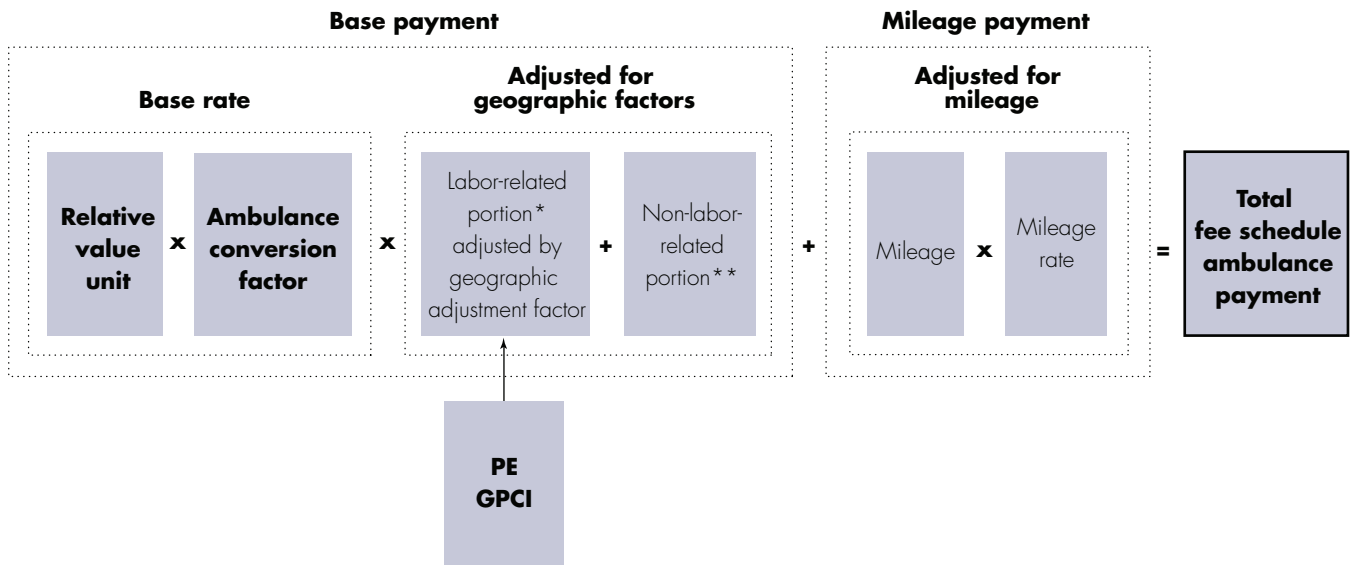 Base payment
Mileage payment
Base rate
Adjusted for
geographic factors
Adjusted for
mileage
Relative
value
unit
x
Ambulance
conversion
factor
x
Labor-related
portion*
adjusted by
geographic
adjustment factor
+
Non-labor-
related
portion**
+
Mileage
x
Mileage
rate
=
Total
fee schedule
ambulance
payment
PE
GPCI